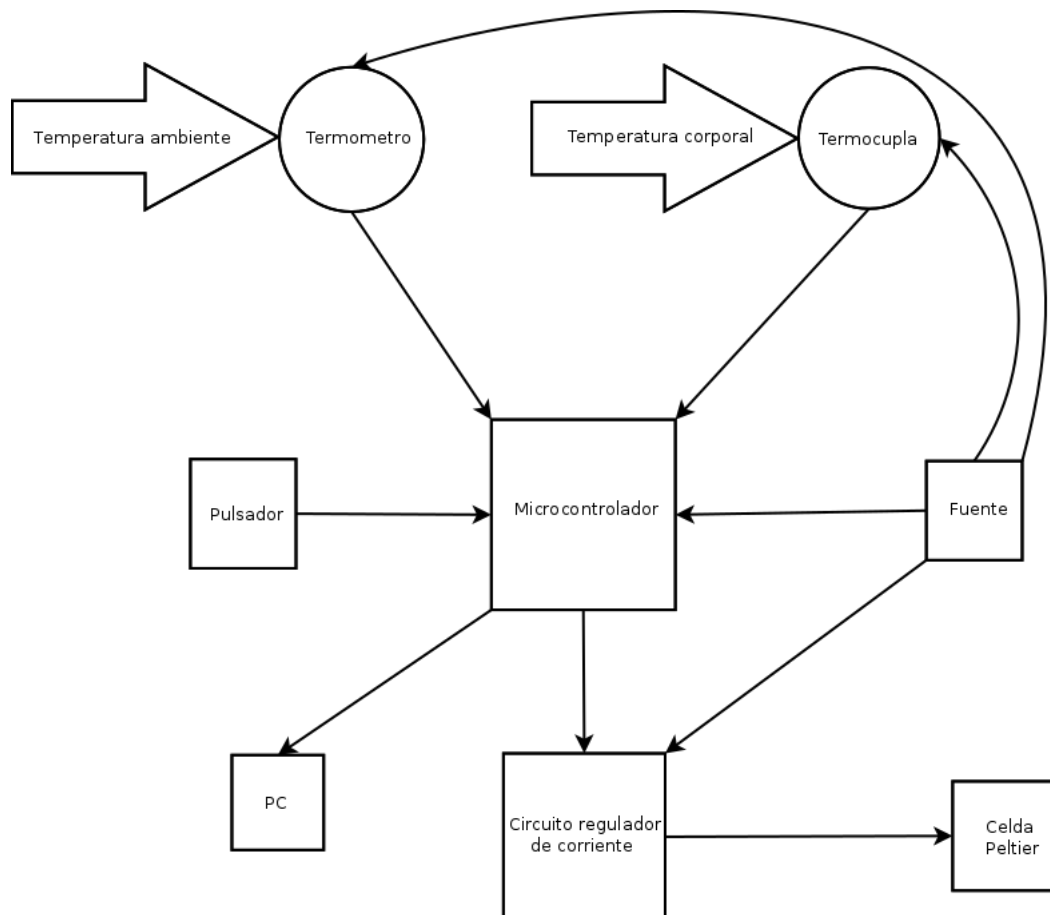 Temperatura ambiente
Termometro
Temperatura corporal
Termocupla
Pulsador
Microcontrolador
Fuente
PC
Circuito regulador
de corriente
Celda
Peltier